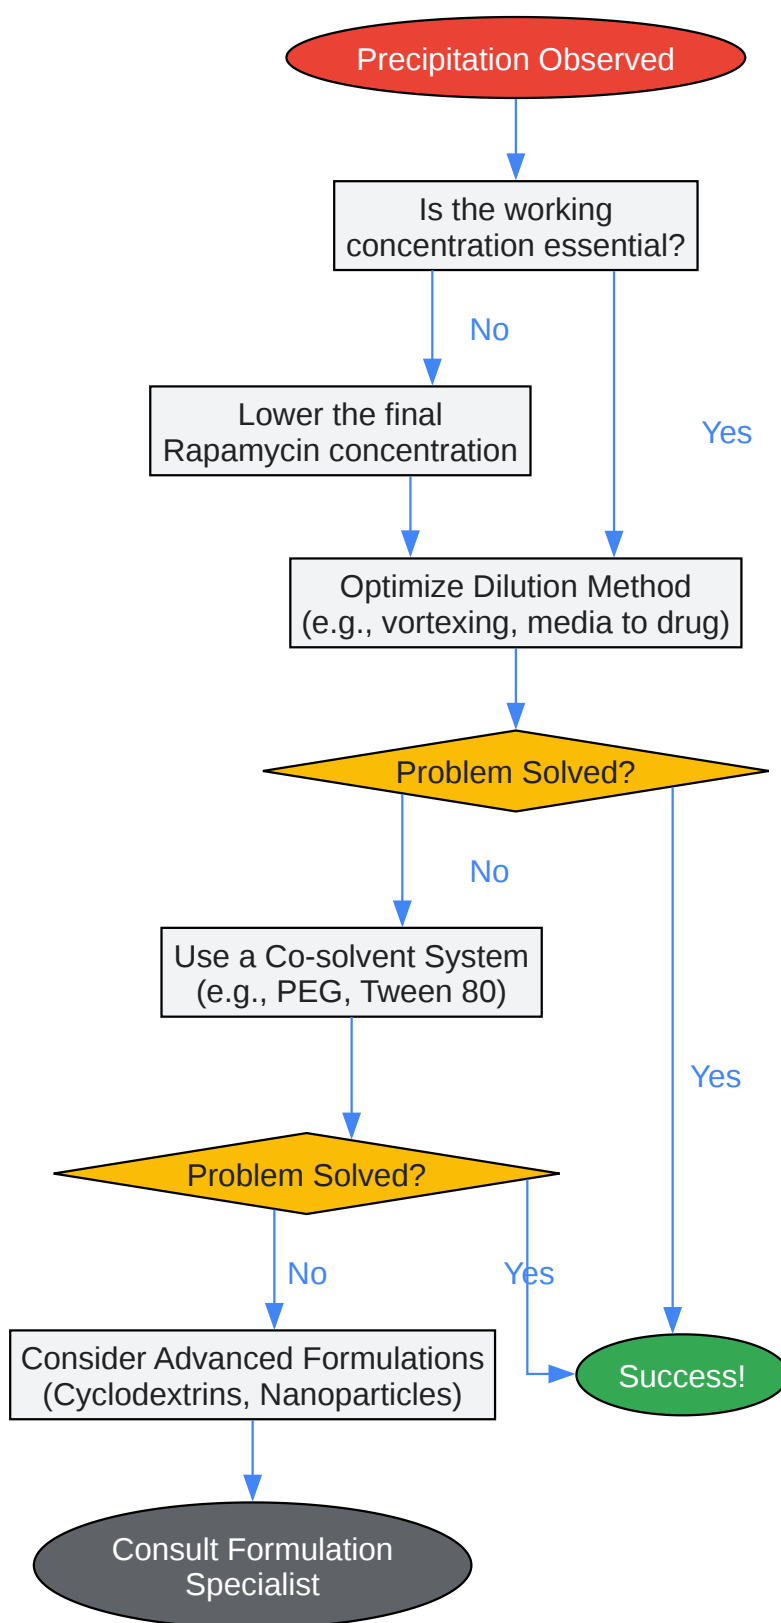 Precipitation Observed
Is the working
concentration essential?
No
Lower the final
Rapamycin concentration
Yes
Optimize Dilution Method
(e.g., vortexing, media to drug)
Problem Solved?
No
Use a Co-solvent System
(e.g., PEG, Tween 80)
Yes
Problem Solved?
No
Yes
Consider Advanced Formulations
(Cyclodextrins, Nanoparticles)
Success!
Consult Formulation
Specialist